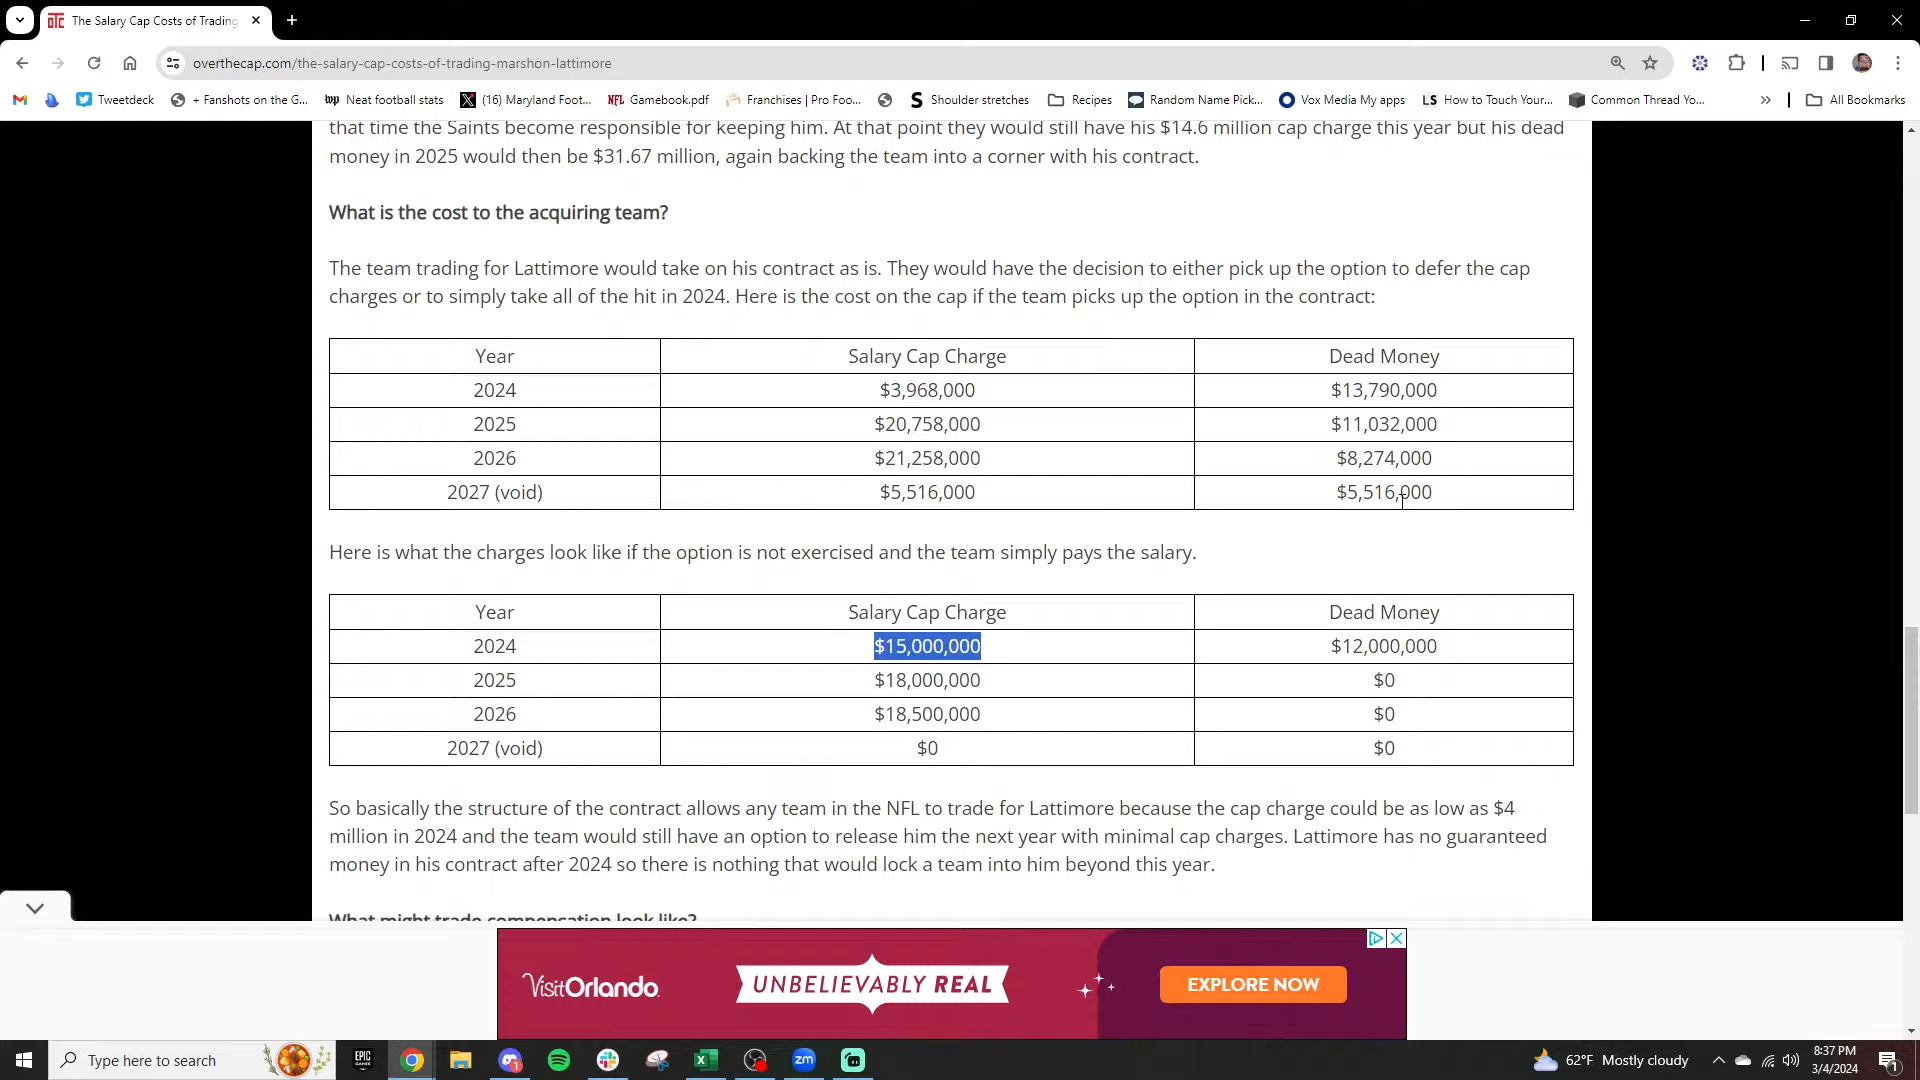 The Salary Cap Costs of Trading
overthecap.com/the-salary-cap-costs-of-trading-marshon-lattimore
Tweetdeck
+ Fanshots on the G...
Neat football stats
(16) Maryland Foot...
NFL Gamebook.pdf
Franchises | Pro Foo...
Shoulder stretches
Recipes
Random Name Pick...
Vox Media My apps
LS How to Touch Your...
Common Thread Yo...
All Bookmarks
that time the Saints become responsible for keeping him. At that point they would still have his $14.6 million cap charge this year but his dead
money in 2025 would then be $31.67 million, again backing the team into a corner with his contract.
What is the cost to the acquiring team?
The team trading for Lattimore would take on his contract as is. They would have the decision to either pick up the option to defer the cap
charges or to simply take all of the hit in 2024. Here is the cost on the cap if the team picks up the option in the contract:
Year Salary Cap Charge Dead Money
2024 $3,968,000 $13,790,000
2025 $20,758,000 $11,032,000
2026 $21,258,000 $8,274,000
2027 (void) $5,516,000 $5,516,000
Here is what the charges look like if the option is not exercised and the team simply pays the salary.
Year Salary Cap Charge Dead Money
2024 $15,000,000 $12,000,000
2025 $18,000,000 $0
2026 $18,500,000 $0
2027 (void) $0 $0
So basically the structure of the contract allows any team in the NFL to trade for Lattimore because the cap charge could be as low as $4
million in 2024 and the team would still have an option to release him the next year with minimal cap charges. Lattimore has no guaranteed
money in his contract after 2024 so there is nothing that would lock a team into him beyond this year.
What might trade compensation look like?
VISIT Orlando.
UNBELIEVABLY REAL
EXPLORE NOW
Type here to search
EPIC GAMES
zm
62°F Mostly cloudy
8:37 PM
3/4/2024